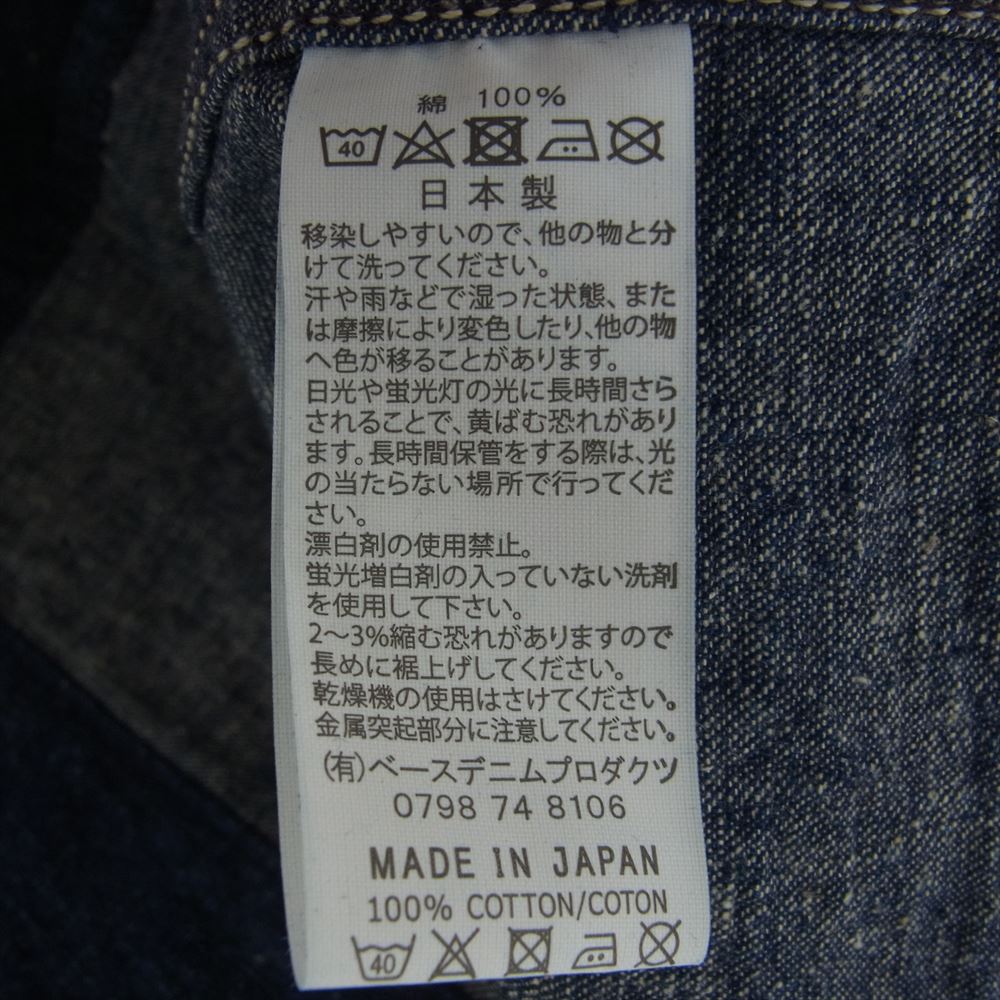 綿 100%
40
日本製
移染しやすいので、他の物と分
けて洗ってください。
汗や雨などで湿った状態、また
は摩擦により変色したり、他の物
へ色が移ることがあります。
日光や蛍光灯の光に長時間さら
されることで、黄ばむ恐れがあり
ます。長時間保管をする際は、光
の当たらない場所で行ってくだ
さい。
漂白剤の使用禁止。
蛍光増白剤の入っていない洗剤
を使用して下さい。
2〜3%縮む恐れがありますので
長めに裾上げしてください。
乾燥機の使用はさけてください。
金属突起部分に注意してください。
(有)ベースデニムプロダクツ
0798 74 8106
MADE IN JAPAN
100% COTTON/COTON
40